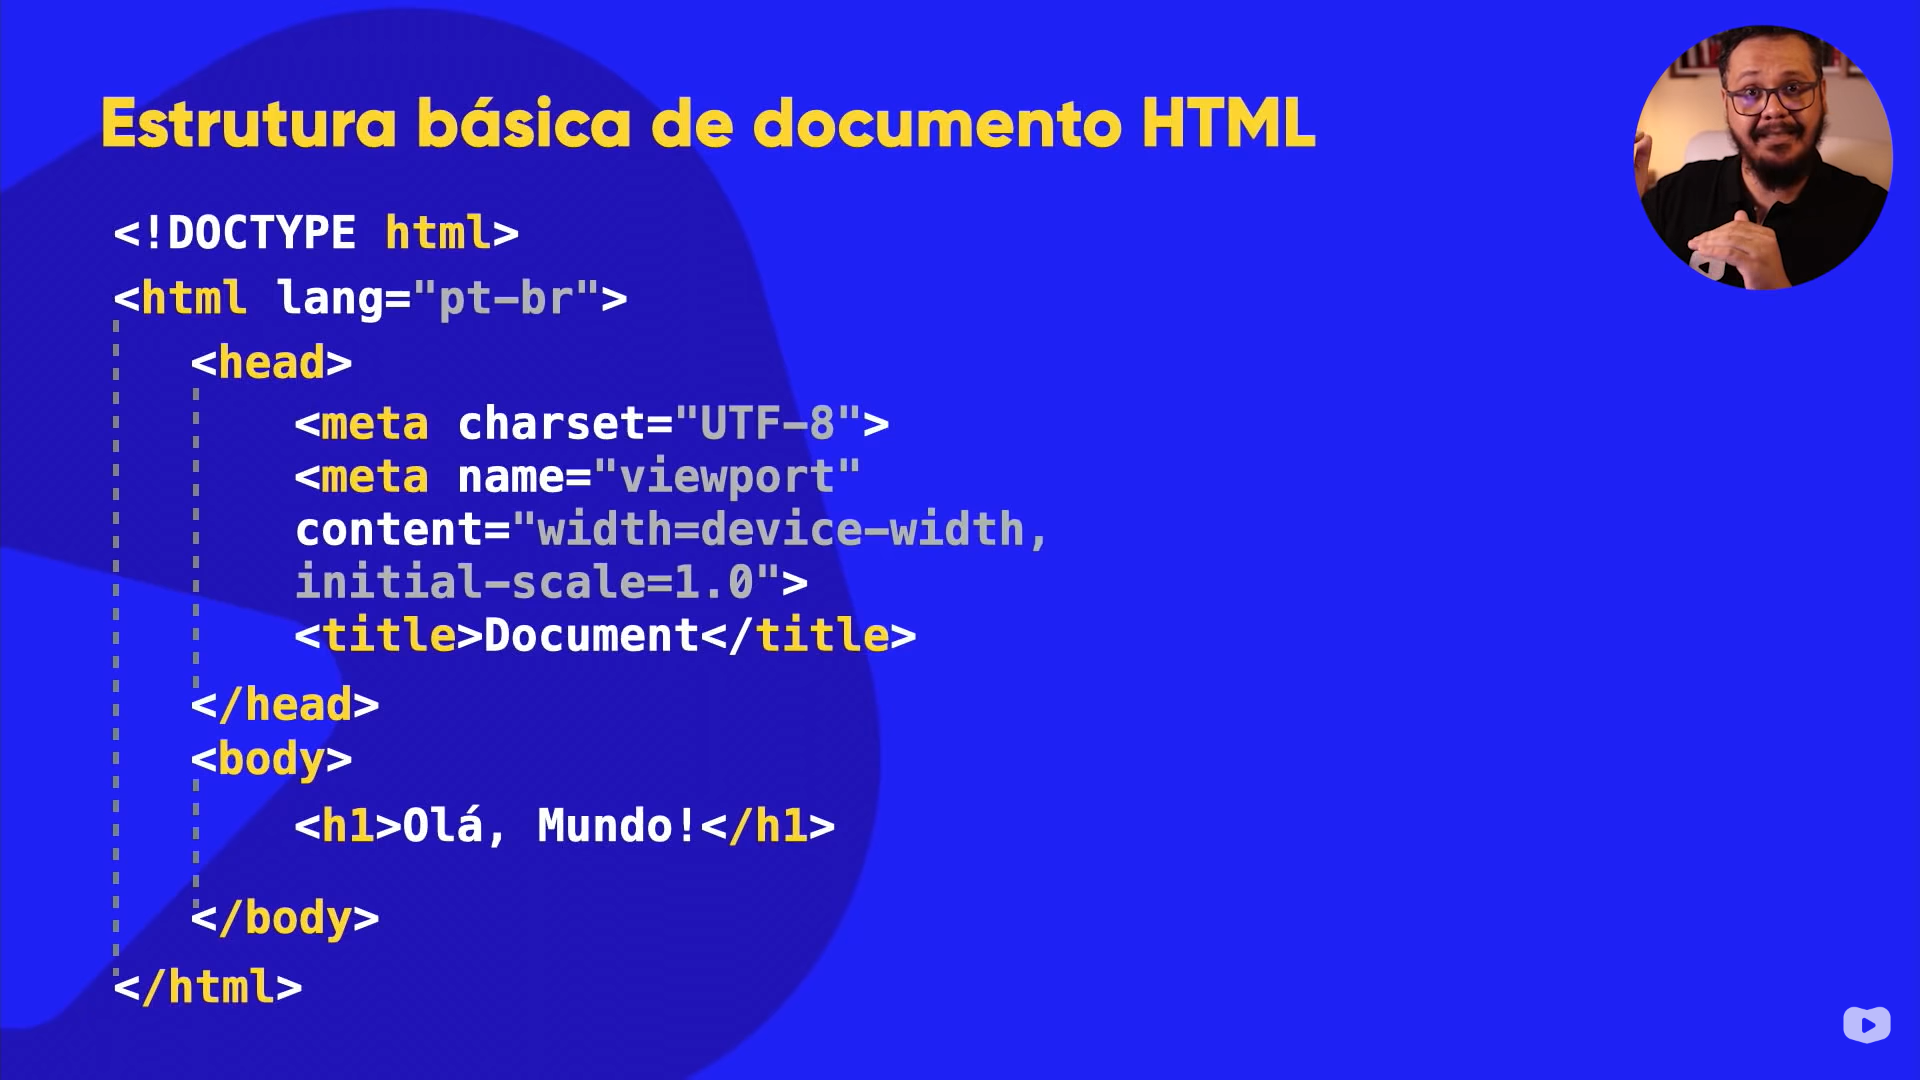 Estrutura básica de documento HTML
<!DOCTYPE html>
<html lang="pt-br">
<head>
<meta charset="UTF-8">
<meta name="viewport"
content="width=device-width,
initial-scale=1.0">
<title>Document</title>
</head>
<body>
<h1>Olá, Mundo!</h1>
</body>
</html>